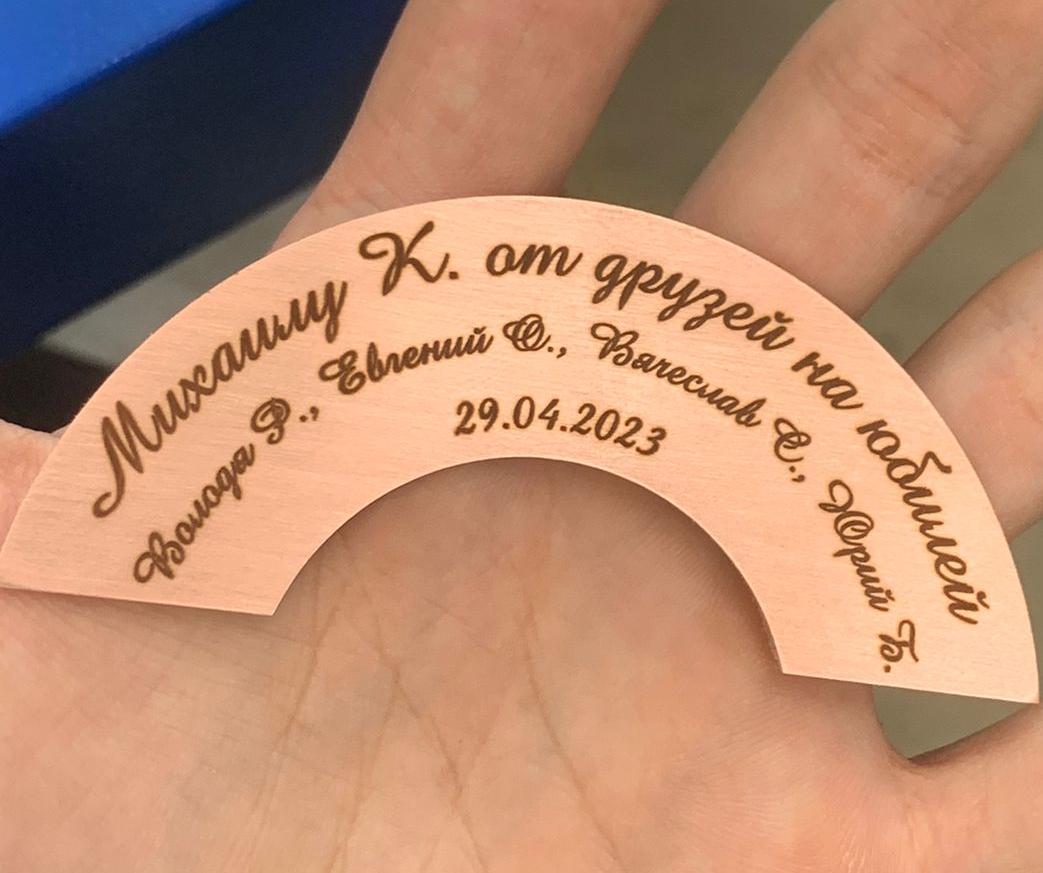 Михаилу К. от друзей на юбилей
Володя Р., Евгений О., Вячеслав С., Юрий Б.
29.04.2023